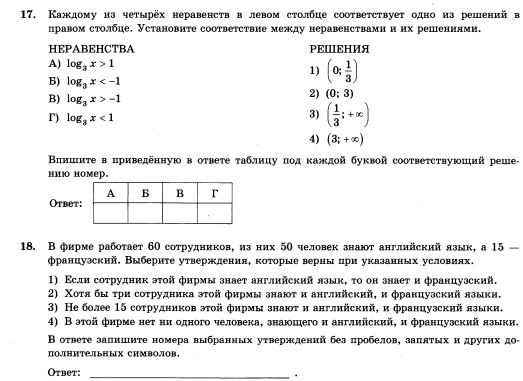 17. Каждому из четырёх неравенств в левом столбце соответствует одно из решений в
правом столбце. Установите соответствие между неравенствами и их решениями.
НЕРАВЕНСТВА
А) log₃ x > 1
Б) log₃ x < −1
В) log₃ x > −1
Г) log₃ x < 1
РЕШЕНИЯ
1) (0; 1/3)
2) (0; 3)
3) (1/3; +∞)
4) (3; +∞)
Впишите в приведённую в ответе таблицу под каждой буквой соответствующий реше-
нию номер.
А Б В Г
Ответ:
18. В фирме работает 60 сотрудников, из них 50 человек знают английский язык, а 15 —
французский. Выберите утверждения, которые верны при указанных условиях.
1) Если сотрудник этой фирмы знает английский язык, то он знает и французский.
2) Хотя бы три сотрудника этой фирмы знают и английский, и французский языки.
3) Не более 15 сотрудников этой фирмы знают и английский, и французский языки.
4) В этой фирме нет ни одного человека, знающего и английский, и французский языки.
В ответе запишите номера выбранных утверждений без пробелов, запятых и других до-
полнительных символов.
Ответ: ____________________ .